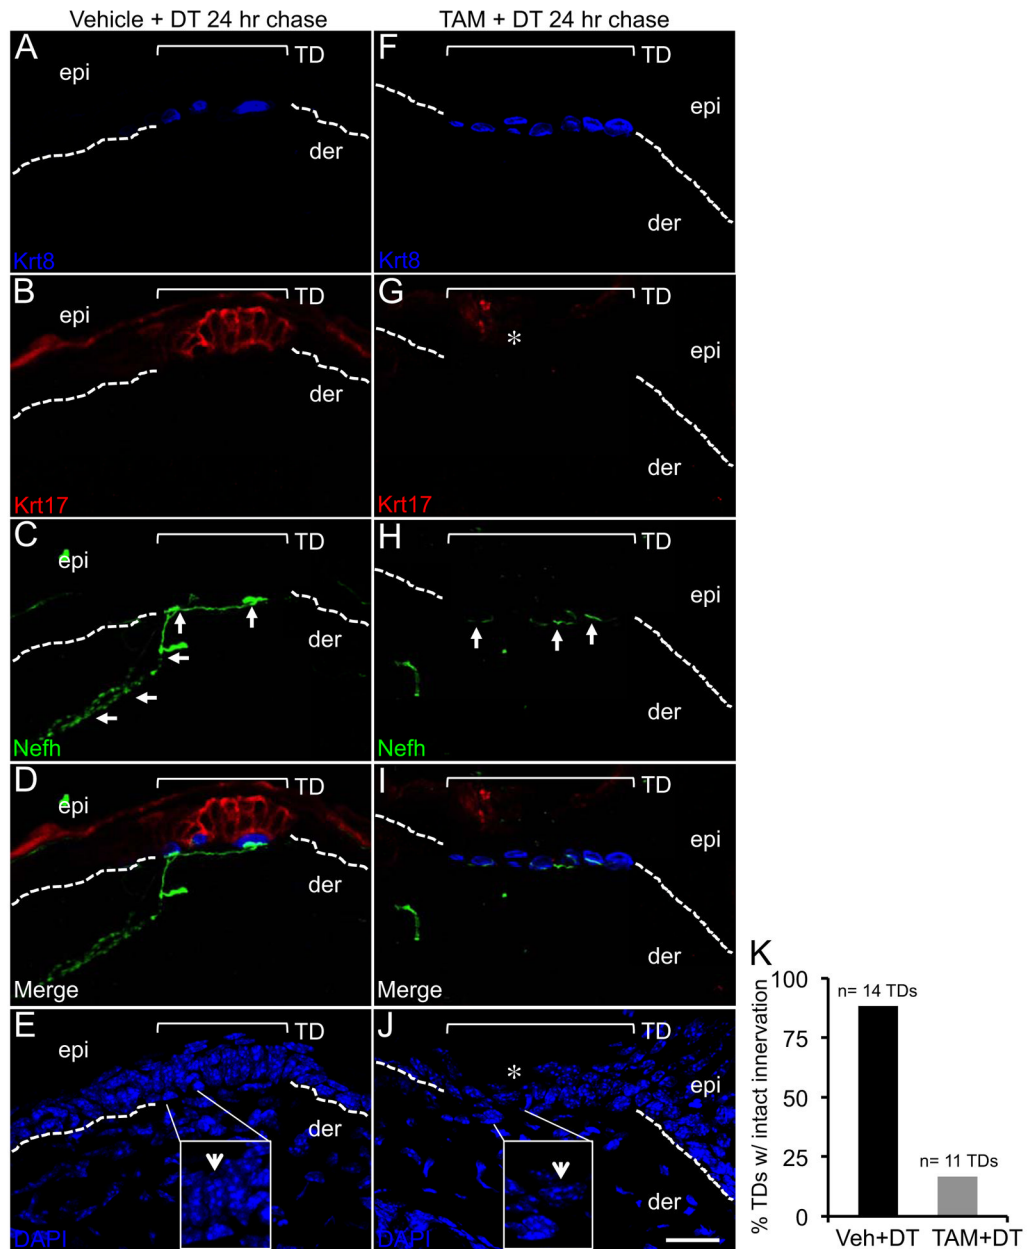 Vehicle + DT 24 hr chase
TAM + DT 24 hr chase
A
TD
epi
der
Krt8
F
TD
epi
der
Krt8
B
TD
epi
der
Krt17
G
TD
*
epi
der
Krt17
C
TD
epi
der
Nefh
H
TD
epi
der
Nefh
D
TD
epi
der
Merge
I
TD
epi
der
Merge
E
TD
epi
der
DAPI
J
TD
*
epi
der
DAPI
K
% TDs w/ intact innervation
100
75
50
25
0
n= 14 TDs
n= 11 TDs
Veh+DT
TAM+DT